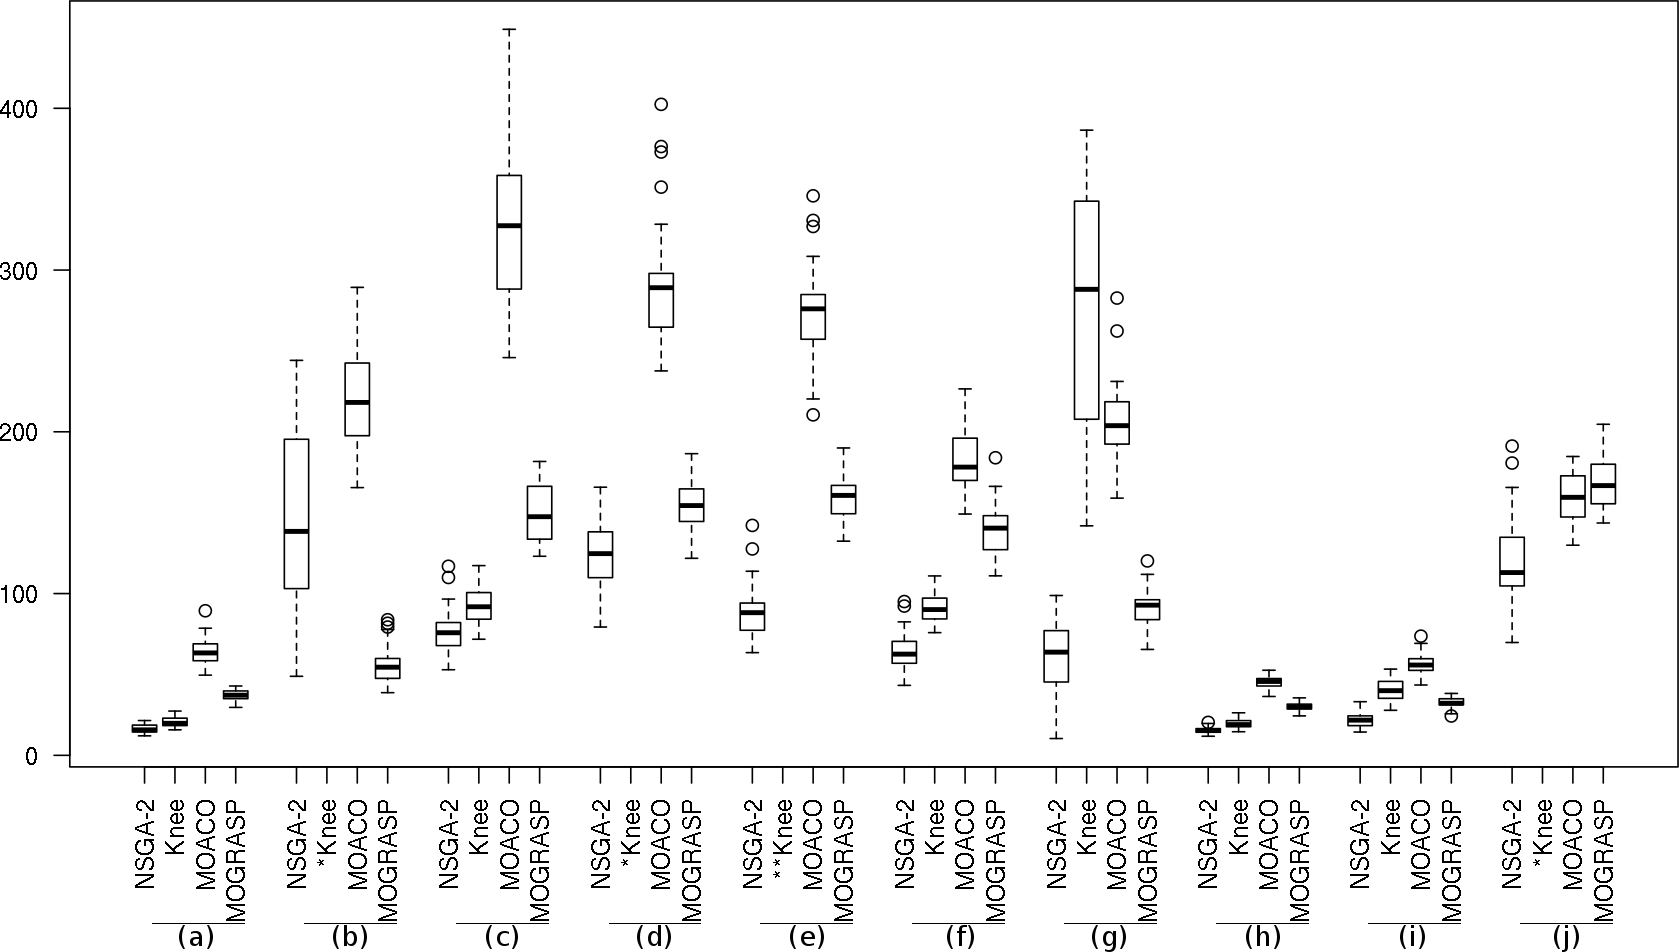 400
300
200
100
0
NSGA-2 Knee MOACO MOGRASP NSGA-2 *Knee MOACO MOGRASP NSGA-2 Knee MOACO MOGRASP NSGA-2 *Knee MOACO MOGRASP NSGA-2 **Knee MOACO MOGRASP NSGA-2 Knee MOACO MOGRASP NSGA-2 Knee MOACO MOGRASP NSGA-2 Knee MOACO MOGRASP NSGA-2 Knee MOACO MOGRASP NSGA-2 *Knee MOACO MOGRASP
(a) (b) (c) (d) (e) (f) (g) (h) (i) (j)